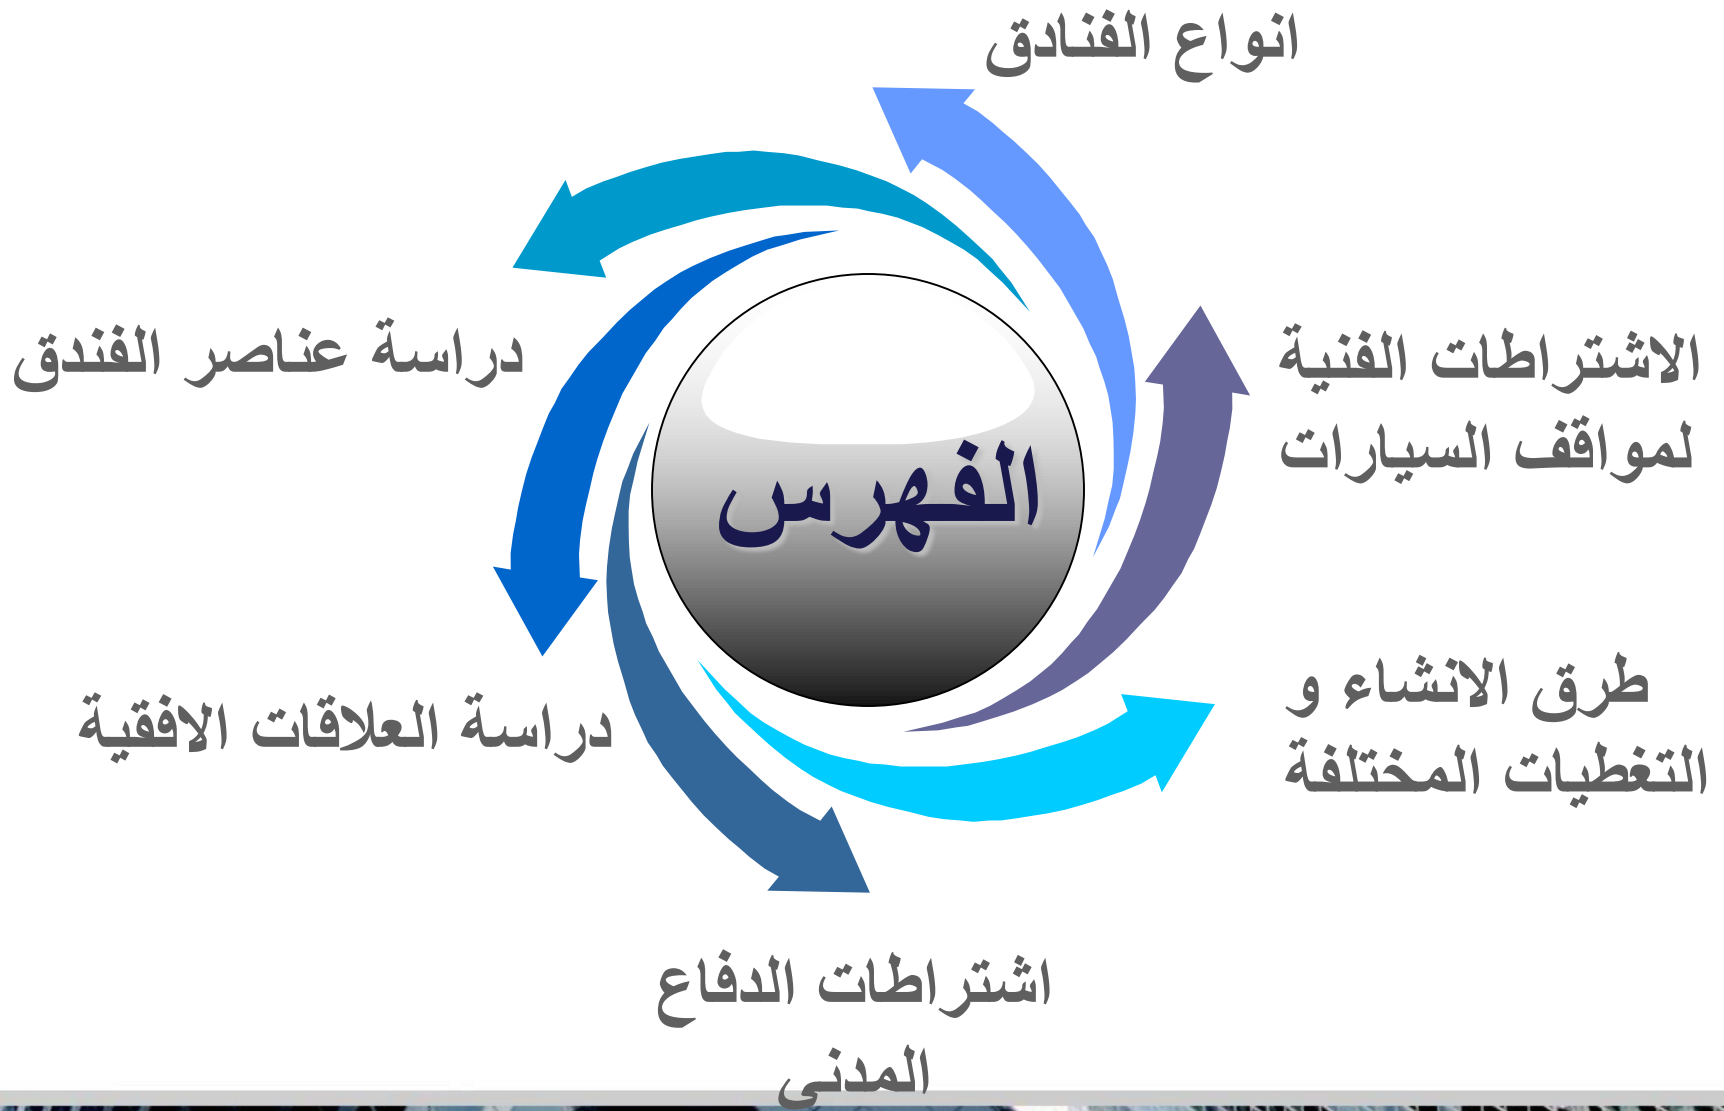 انواع الفنادق
الاشتراطات الفنية
لمواقف السيارات
دراسة عناصر الفندق
الفهرس
طرق الانشاء و
التغطيات المختلفة
دراسة العلاقات الافقية
اشتراطات الدفاع
المدني